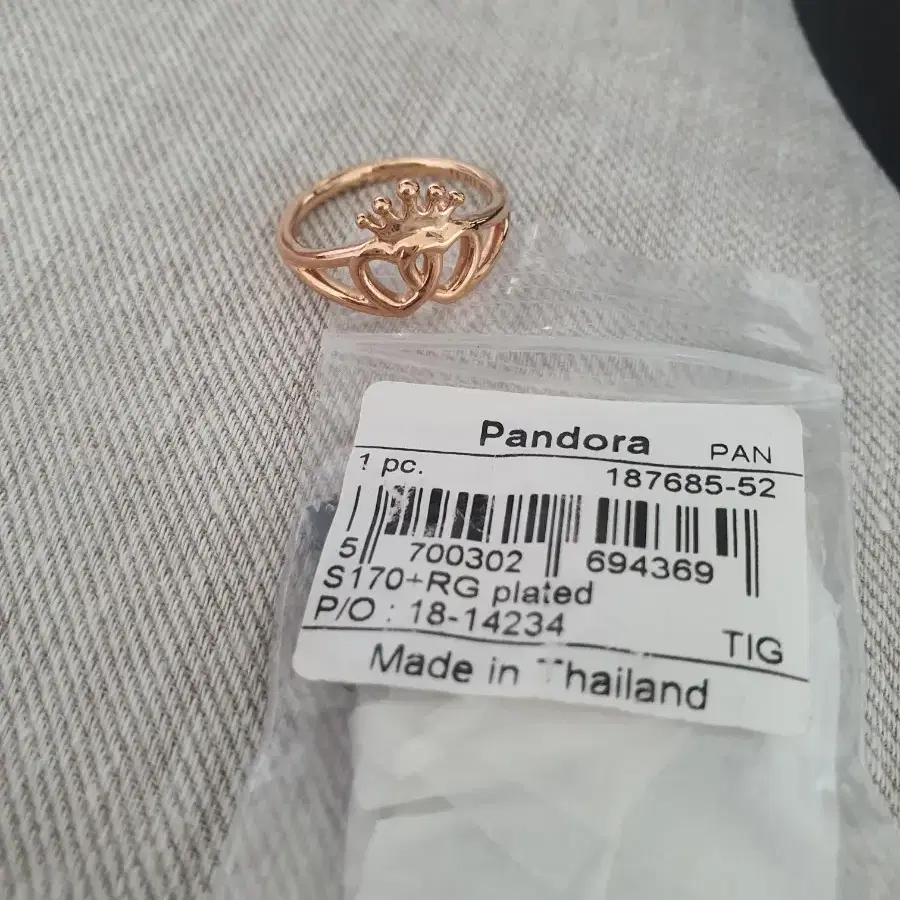 Pandora PAN
1 pc. 187685-52
5 700302 694369
S170+RG plated
P/O : 18-14234 TIG
Made in Thailand